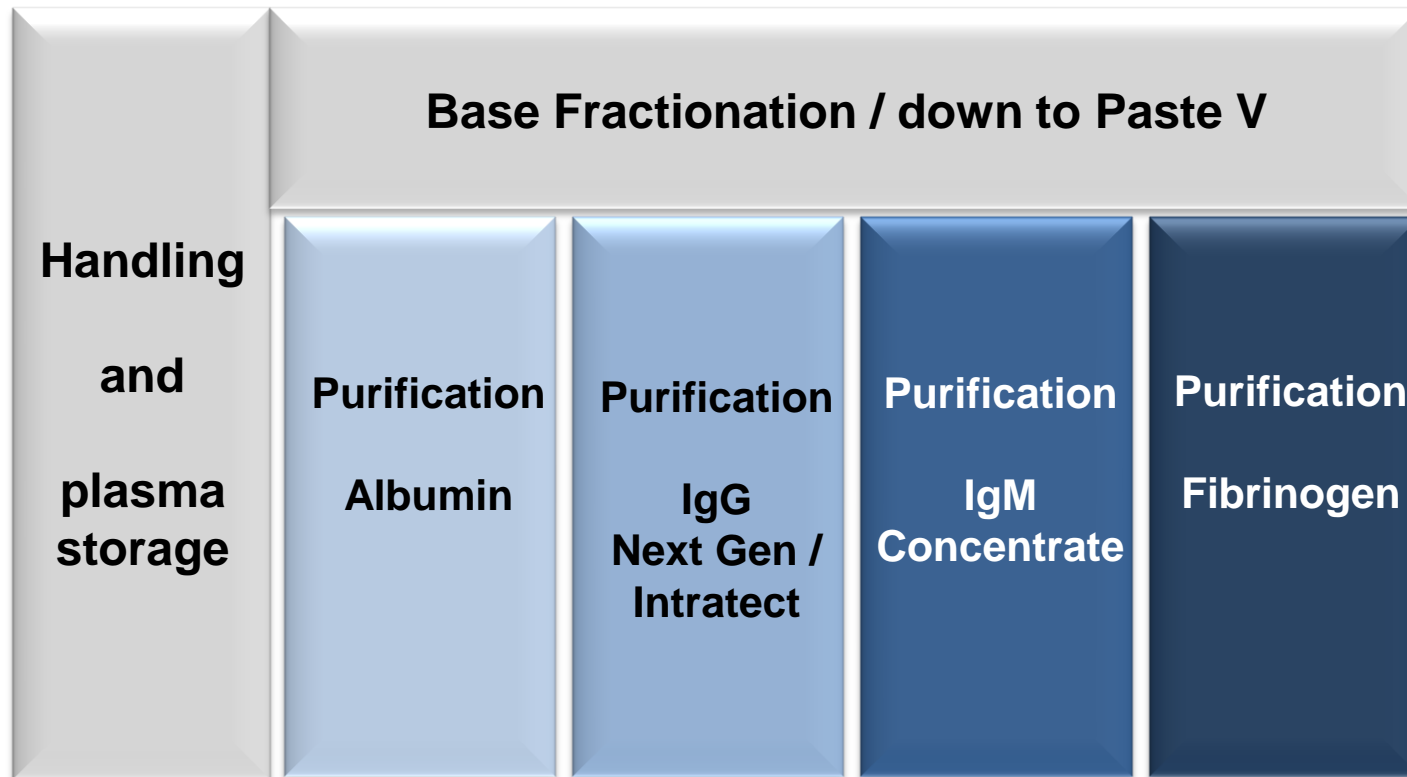 Base Fractionation / down to Paste V
Handling
and
plasma
storage
Purification
Albumin
Purification
IgG
Next Gen /
Intratect
Purification
IgM
Concentrate
Purification
Fibrinogen